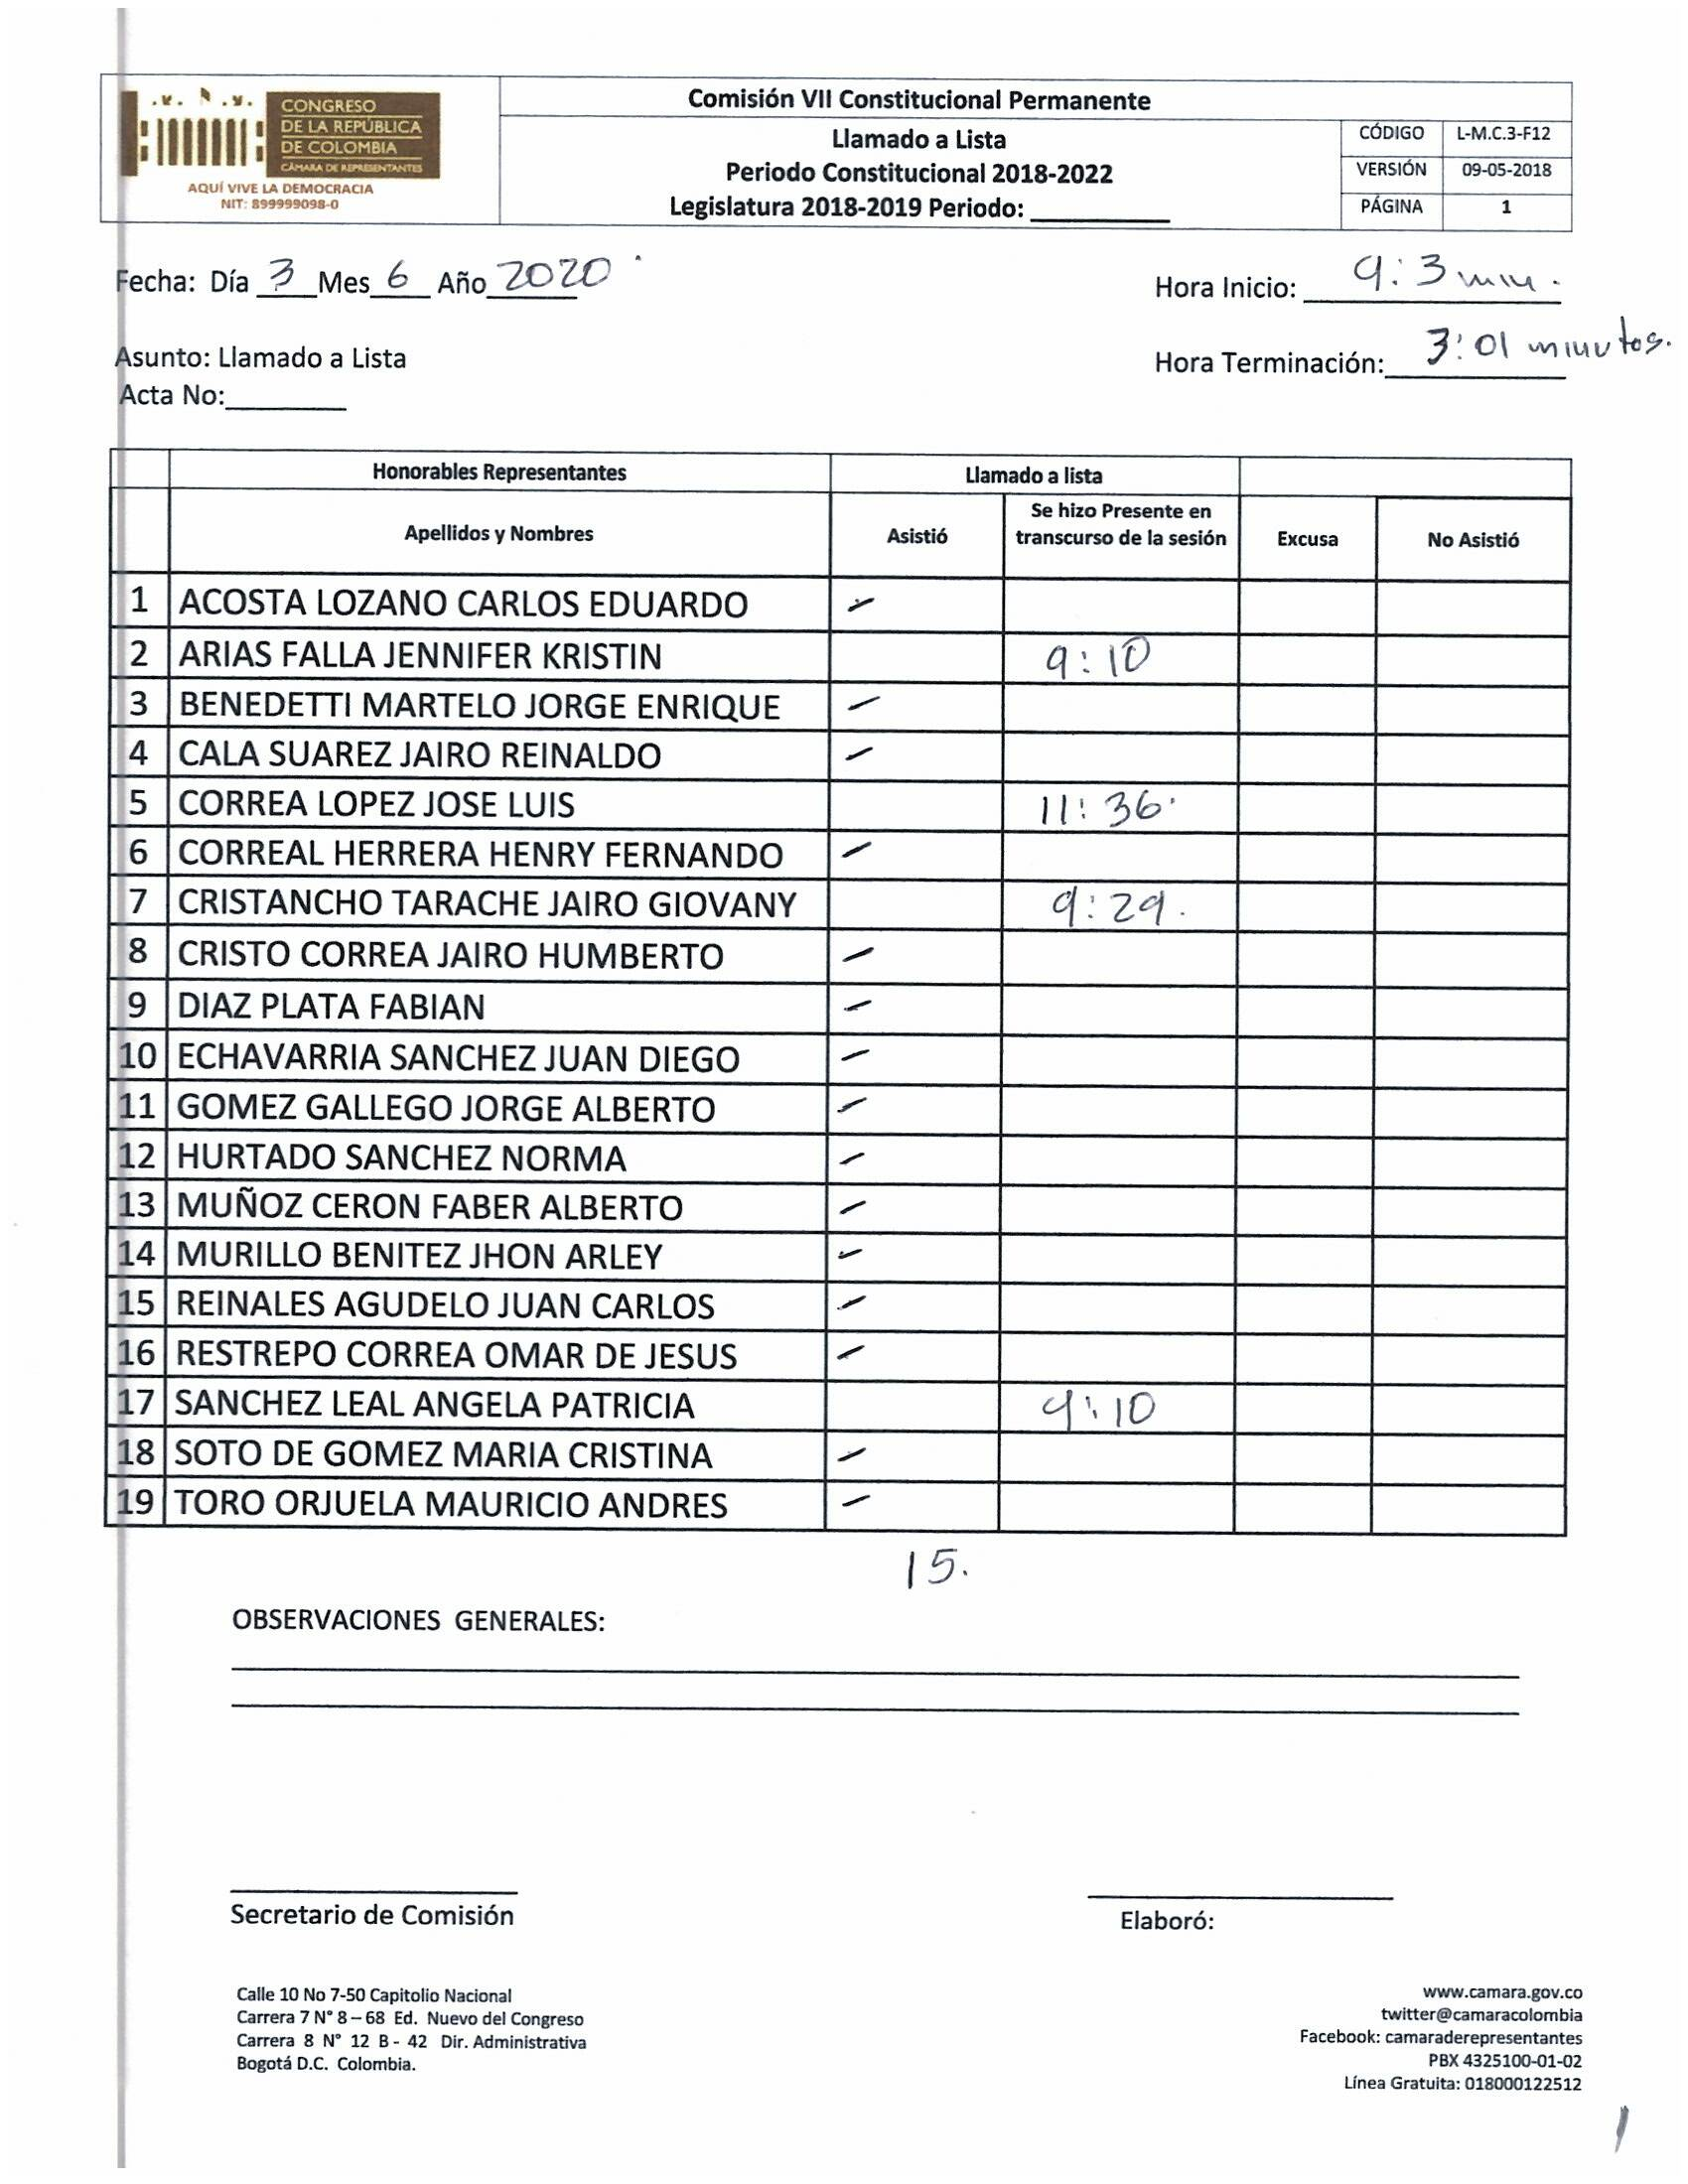 CONGRESO
DE LA REPÚBLICA
DE COLOMBIA
CÁMARA DE REPRESENTANTES
AQUÍ VIVE LA DEMOCRACIA
NIT: 899999098-0
Comisión VII Constitucional Permanente
Llamado a Lista
Periodo Constitucional 2018-2022
Legislatura 2018-2019 Periodo: __________
CÓDIGO L-M.C.3-F12
VERSIÓN 09-05-2018
PÁGINA 1
Fecha: Día 3 Mes 6 Año 2020
Hora Inicio: 9:3 min.
Asunto: Llamado a Lista
Hora Terminación: 3:01 minutos.
Acta No:________
Honorables Representantes Llamado a lista
Apellidos y Nombres Asistió Se hizo Presente en transcurso de la sesión Excusa No Asistió
1 ACOSTA LOZANO CARLOS EDUARDO –
2 ARIAS FALLA JENNIFER KRISTIN 9:10
3 BENEDETTI MARTELO JORGE ENRIQUE –
4 CALA SUAREZ JAIRO REINALDO –
5 CORREA LOPEZ JOSE LUIS 11:36.
6 CORREAL HERRERA HENRY FERNANDO –
7 CRISTANCHO TARACHE JAIRO GIOVANY 9:29.
8 CRISTO CORREA JAIRO HUMBERTO –
9 DIAZ PLATA FABIAN –
10 ECHAVARRIA SANCHEZ JUAN DIEGO –
11 GOMEZ GALLEGO JORGE ALBERTO –
12 HURTADO SANCHEZ NORMA –
13 MUÑOZ CERON FABER ALBERTO –
14 MURILLO BENITEZ JHON ARLEY –
15 REINALES AGUDELO JUAN CARLOS –
16 RESTREPO CORREA OMAR DE JESUS –
17 SANCHEZ LEAL ANGELA PATRICIA 9:10
18 SOTO DE GOMEZ MARIA CRISTINA –
19 TORO ORJUELA MAURICIO ANDRES –
15.
OBSERVACIONES GENERALES:
Secretario de Comisión
Elaboró:
Calle 10 No 7-50 Capitolio Nacional
Carrera 7 N° 8 – 68 Ed. Nuevo del Congreso
Carrera 8 N° 12 B - 42 Dir. Administrativa
Bogotá D.C. Colombia.
www.camara.gov.co
twitter@camaracolombia
Facebook: camaraderepresentantes
PBX 4325100-01-02
Línea Gratuita: 018000122512
1